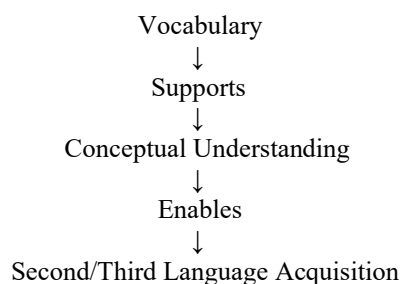 Vocabulary
↓
Supports
↓
Conceptual Understanding
↓
Enables
↓
Second/Third Language Acquisition